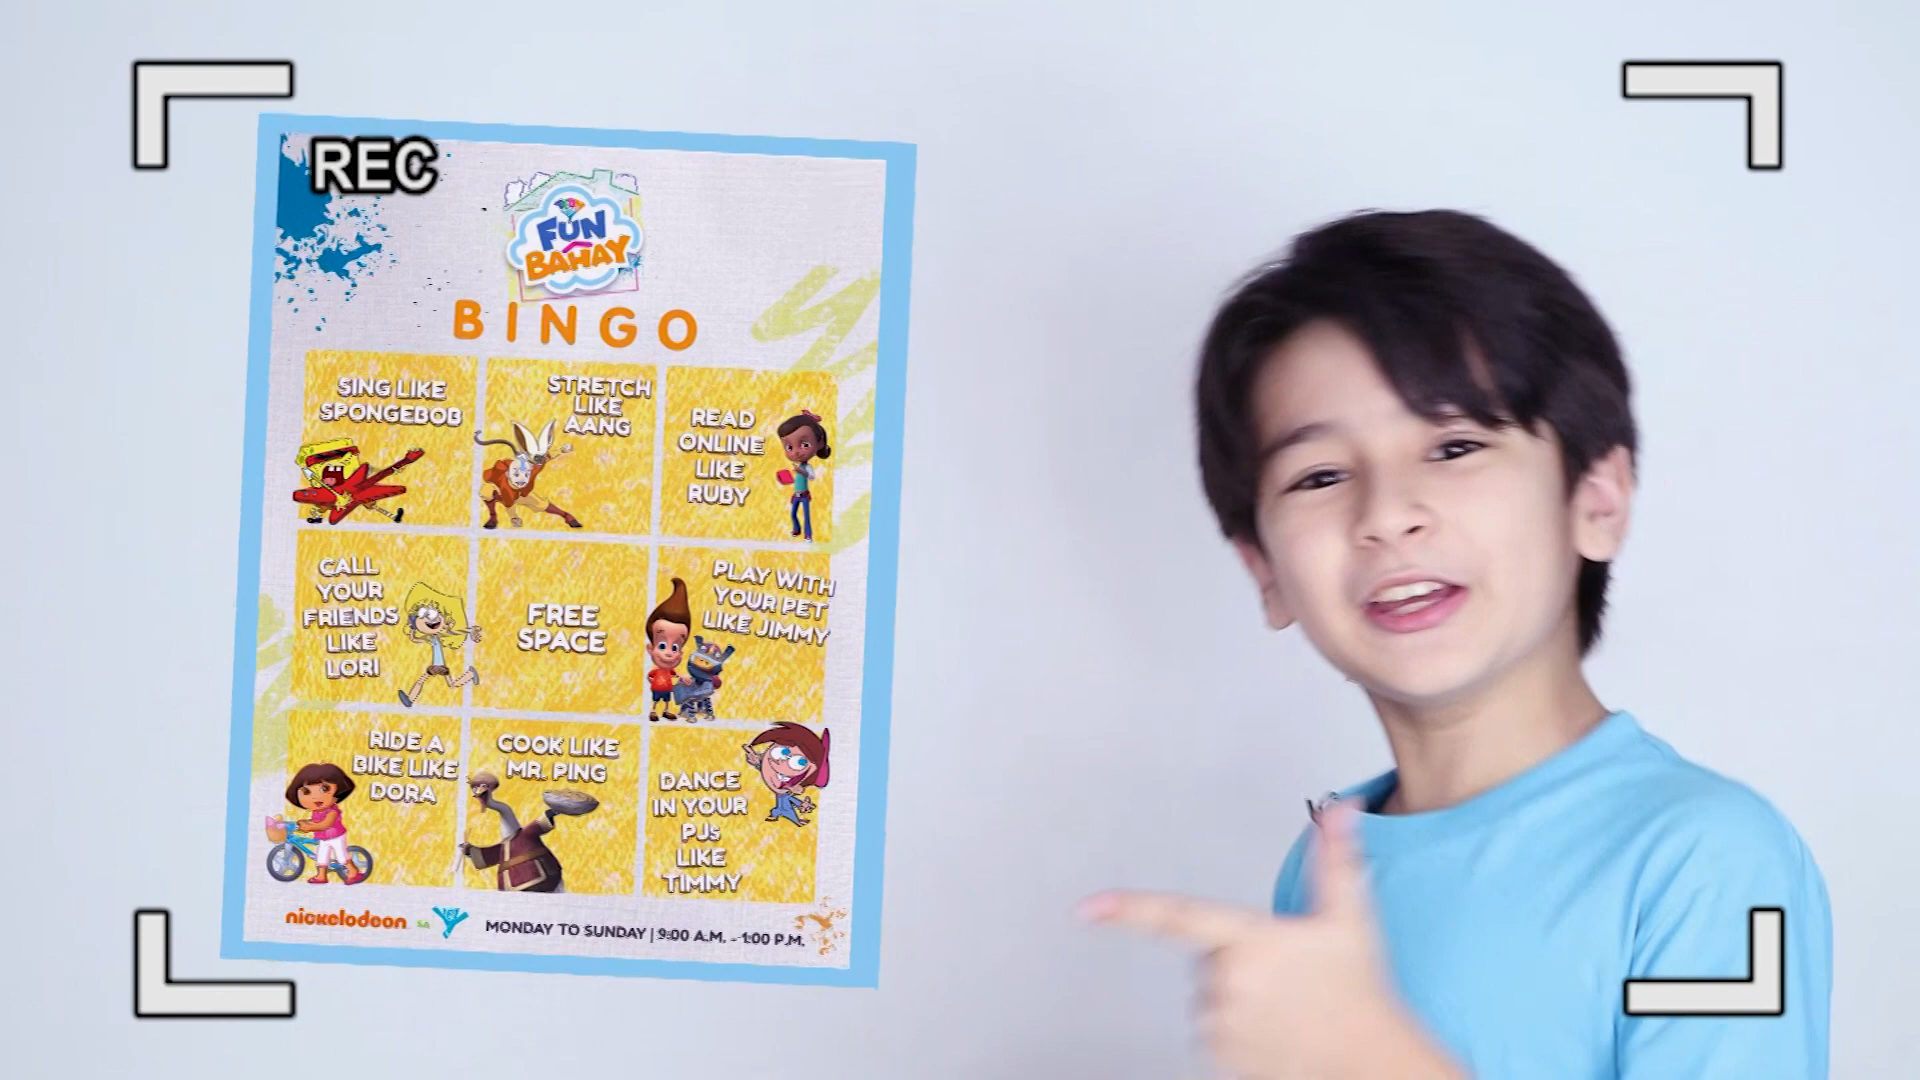 REC
FUN
BAHAY
BINGO
SING LIKE
SPONGEBOB
STRETCH
LIKE
AANG
READ
ONLINE
LIKE
RUBY
CALL
YOUR
FRIENDS
LIKE
LORI
FREE
SPACE
PLAY WITH
YOUR PET
LIKE JIMMY
RIDE A
BIKE LIKE
DORA
COOK LIKE
MR. PING
DANCE
IN YOUR
PJs
LIKE
TIMMY
nickelodeon sa
MONDAY TO SUNDAY | 9:00 A.M. - 1:00 P.M.